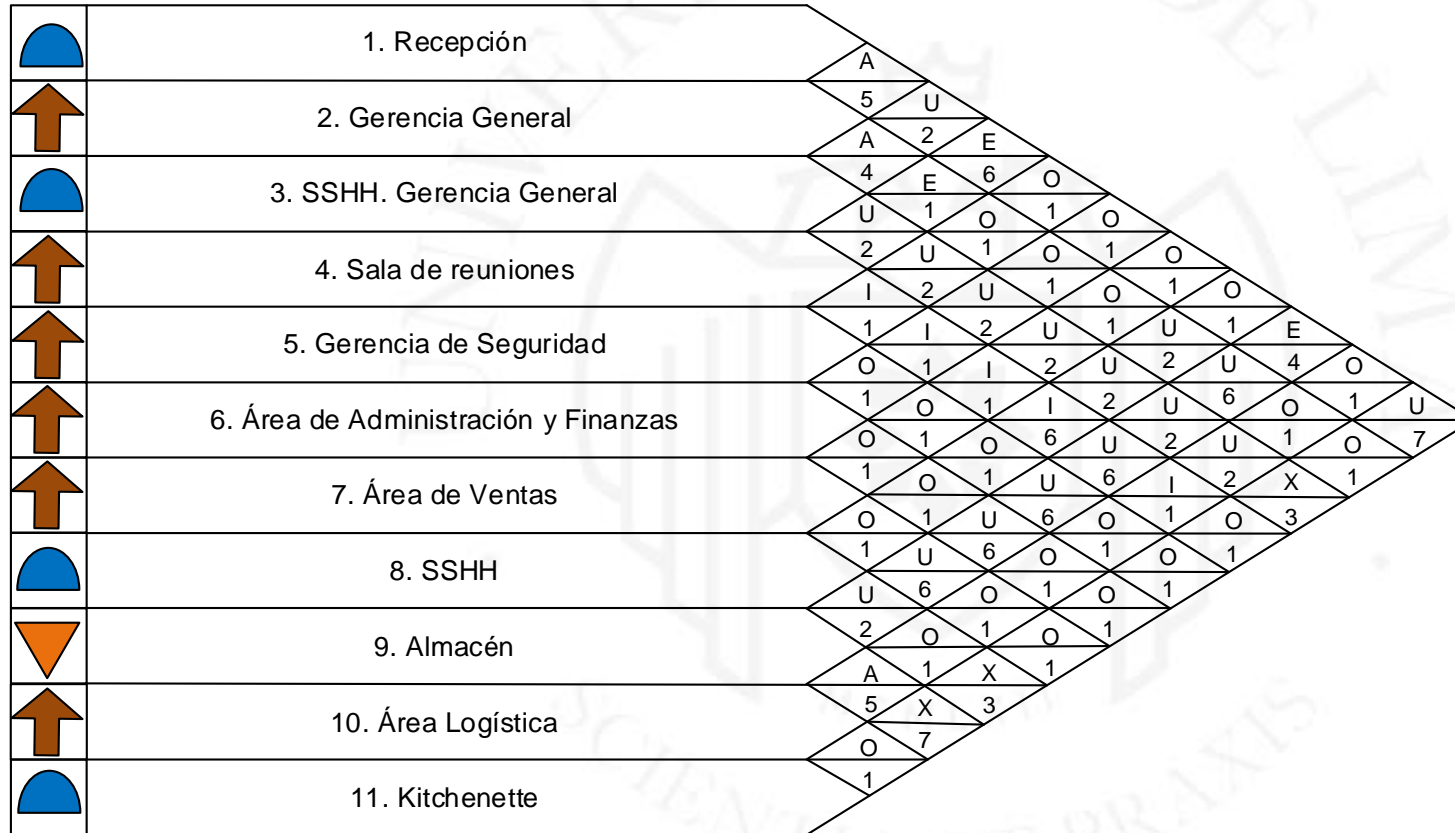 1. Recepción
A
5 U
2. Gerencia General
A 2 E
4 E 6 O
3. SSHH. Gerencia General
U 1 O 1 O
2 U 1 O 1 O
4. Sala de reuniones
I 2 U 1 O 1 O
1 I 2 U 1 U 1 E
5. Gerencia de Seguridad
O 1 I 2 U 2 U 4 O
1 O 1 I 2 U 6 O 1 U
6. Área de Administración y Finanzas
O 1 O 6 U 2 U 1 O 7
1 O 1 U 6 I 2 X 1
7. Área de Ventas
O 1 U 6 O 1 O 3
1 U 6 O 1 O 1
8. SSHH
U 6 O 1 O 1
2 O 1 O 1
9. Almacén
A 1 X 1
5 X 3
10. Área Logística
O 7
1
11. Kitchenette
DE LIMA
PRAXIS